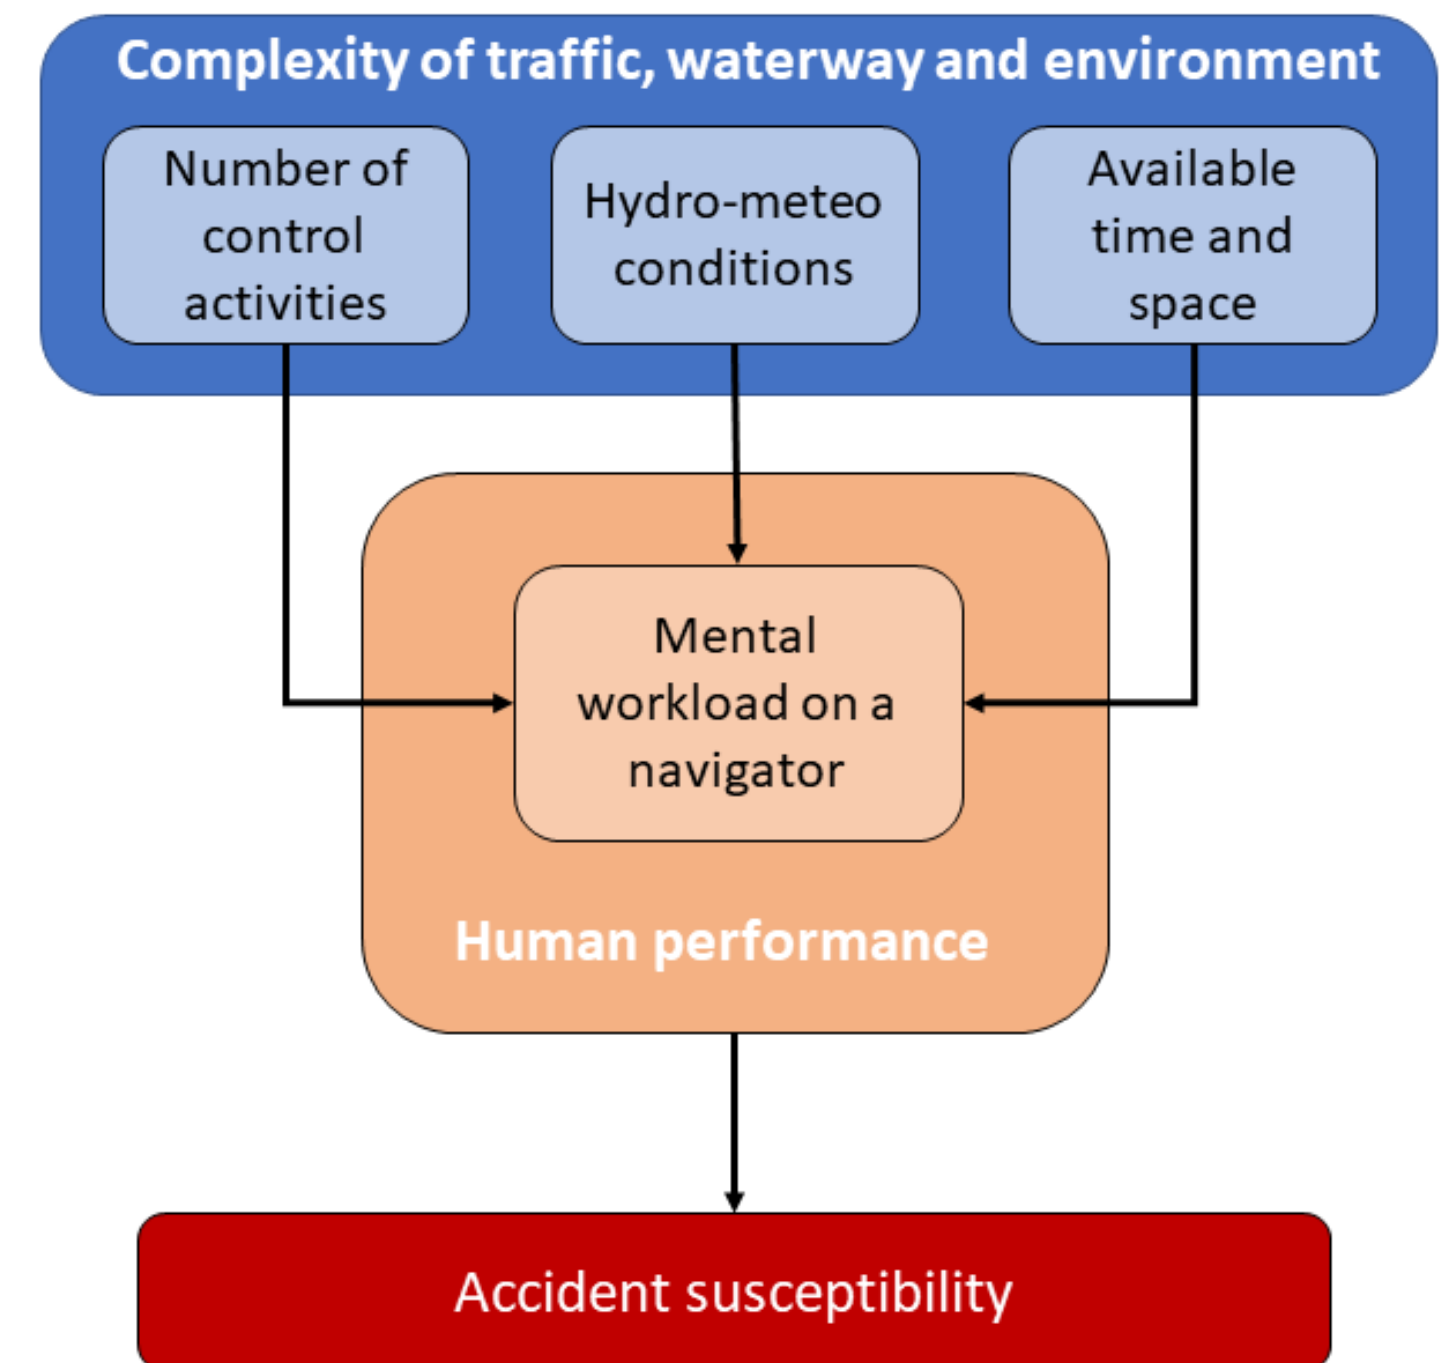 Complexity of traffic, waterway and environment
Number of
control
activities
Hydro-meteo
conditions
Available
time and
space
Mental
workload on a
navigator
Human performance
Accident susceptibility